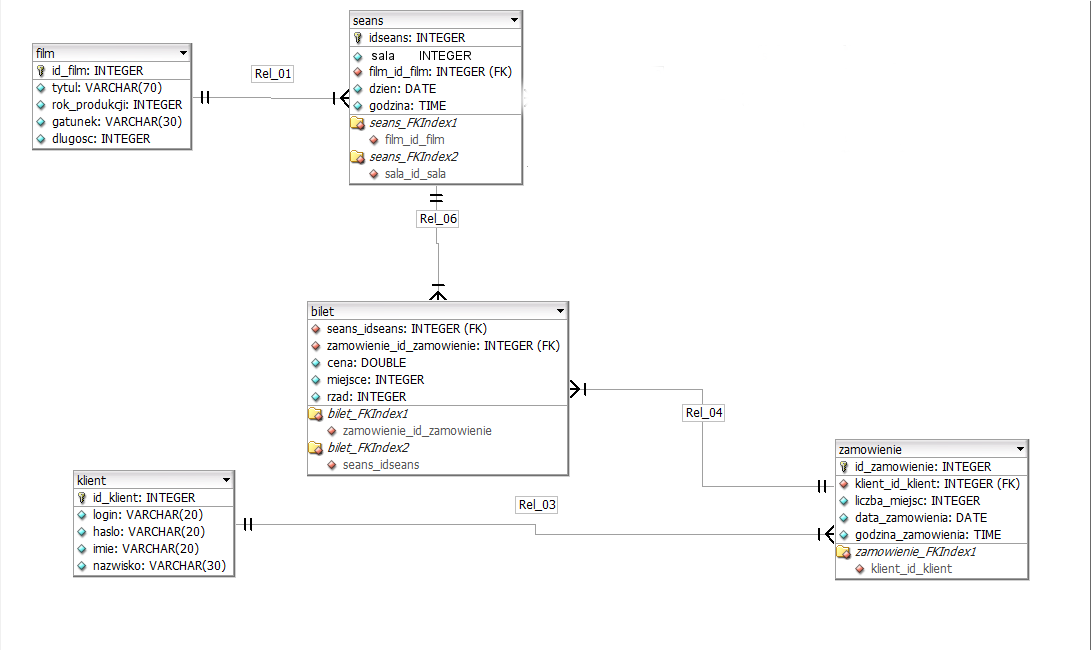 film
id_film: INTEGER
tytul: VARCHAR(70)
rok_produkcji: INTEGER
gatunek: VARCHAR(30)
dlugosc: INTEGER
Rel_01
seans
idseans: INTEGER
sala INTEGER
film_id_film: INTEGER (FK)
dzien: DATE
godzina: TIME
seans_FKIndex1
film_id_film
seans_FKIndex2
sala_id_sala
Rel_06
bilet
seans_idseans: INTEGER (FK)
zamowienie_id_zamowienie: INTEGER (FK)
cena: DOUBLE
miejsce: INTEGER
rzad: INTEGER
bilet_FKIndex1
zamowienie_id_zamowienie
bilet_FKIndex2
seans_idseans
Rel_04
klient
id_klient: INTEGER
login: VARCHAR(20)
haslo: VARCHAR(20)
imie: VARCHAR(20)
nazwisko: VARCHAR(30)
Rel_03
zamowienie
id_zamowienie: INTEGER
klient_id_klient: INTEGER (FK)
liczba_miejsc: INTEGER
data_zamowienia: DATE
godzina_zamowienia: TIME
zamowienie_FKIndex1
klient_id_klient